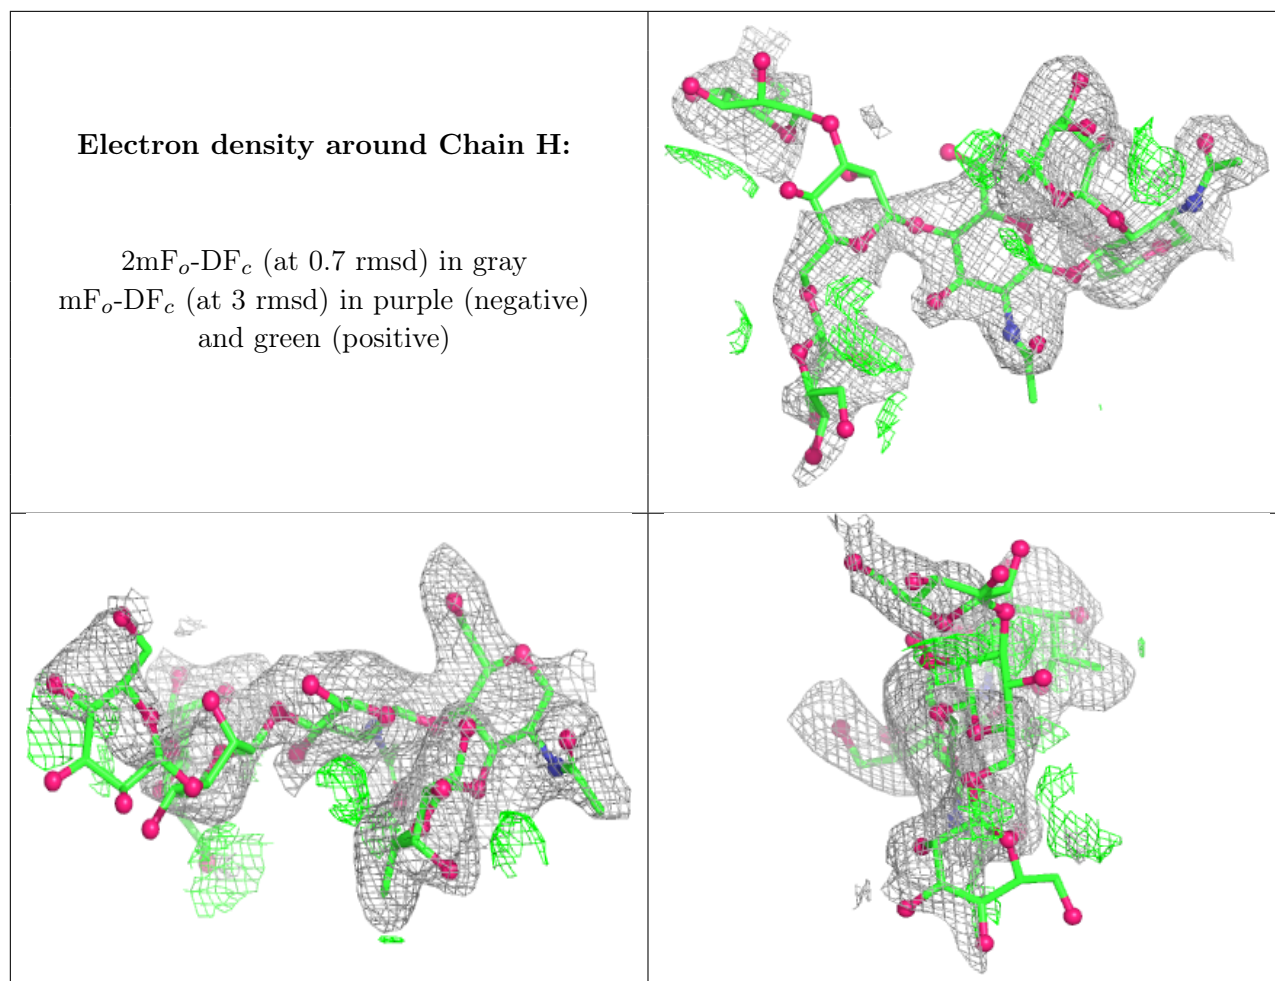 Electron density around Chain H:
2mFo-DFc (at 0.7 rmsd) in gray
mFo-DFc (at 3 rmsd) in purple (negative)
and green (positive)